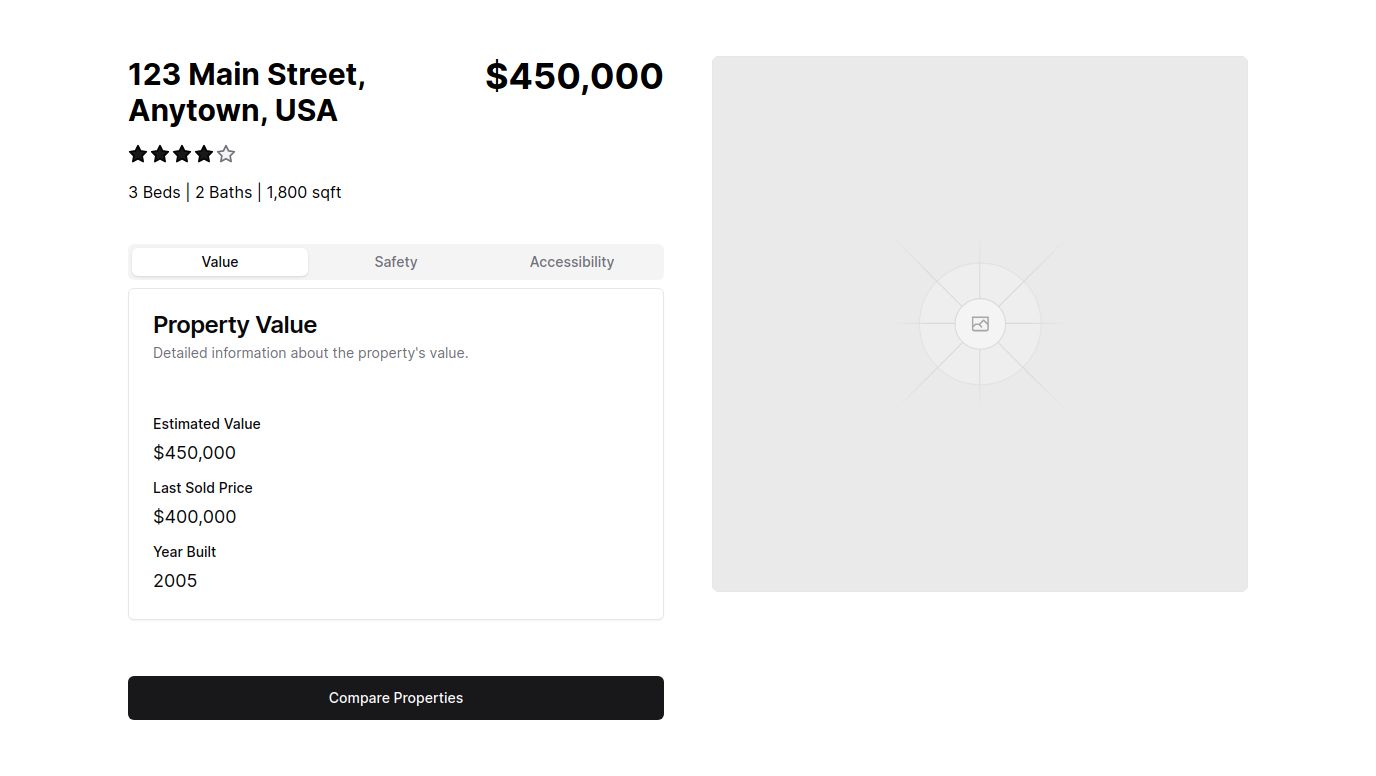 123 Main Street,
Anytown, USA
$450,000
3 Beds | 2 Baths | 1,800 sqft
Value
Safety
Accessibility
Property Value
Detailed information about the property's value.
Estimated Value
$450,000
Last Sold Price
$400,000
Year Built
2005
Compare Properties